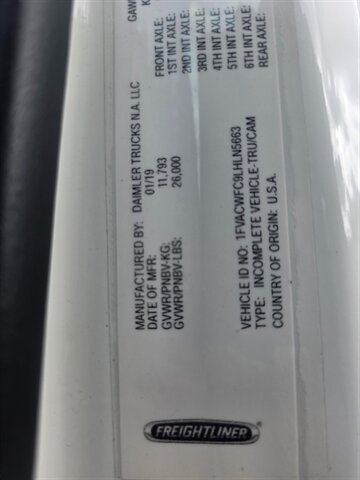 MANUFACTURED BY: DAIMLER TRUCKS N.A. LLC
DATE OF MFR: 01/19
GVWR/PNBV-KG: 11,793
GVWR/PNBV-LBS: 26,000
GAW
FRONT AXLE:
1ST INT AXLE:
2ND INT AXLE:
3RD INT AXLE:
4TH INT AXLE:
5TH INT AXLE:
6TH INT AXLE:
REAR AXLE:
VEHICLE ID NO: 1FVACWFC9LHLN5663
TYPE: INCOMPLETE VEHICLE-TRU/CAM
COUNTRY OF ORIGIN: U.S.A.
FREIGHTLINER